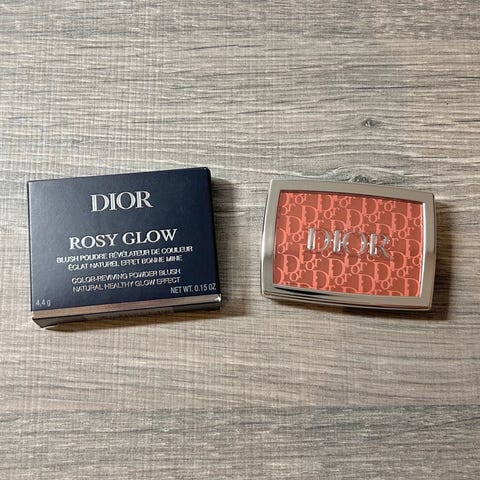 DIOR
ROSY GLOW
BLUSH POUDRE RÉVÉLATEUR DE COULEUR
ÉCLAT NATUREL EFFET BONNE MINE
COLOR-REVIVING POWDER BLUSH
NATURAL HEALTHY GLOW EFFECT
4,4 g
NET WT. 0.15 OZ
DIOR